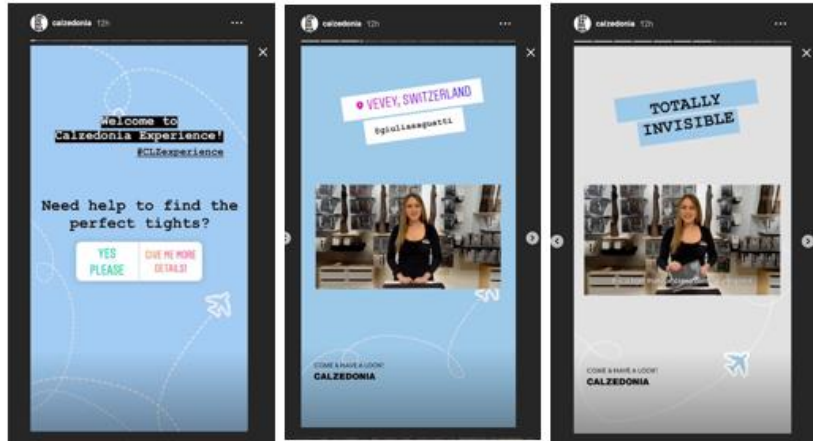 calzedonia 12h
Welcome to
Calzedonia Experience!
#CLZexperience
Need help to find the
perfect tights?
YES
PLEASE
GIVE ME MORE
DETAILS!
calzedonia 12h
VEVEY, SWITZERLAND
@giuliasaguatti
COME & HAVE A LOOK!
CALZEDONIA
calzedonia 12h
TOTALLY
INVISIBLE
COME & HAVE A LOOK!
CALZEDONIA